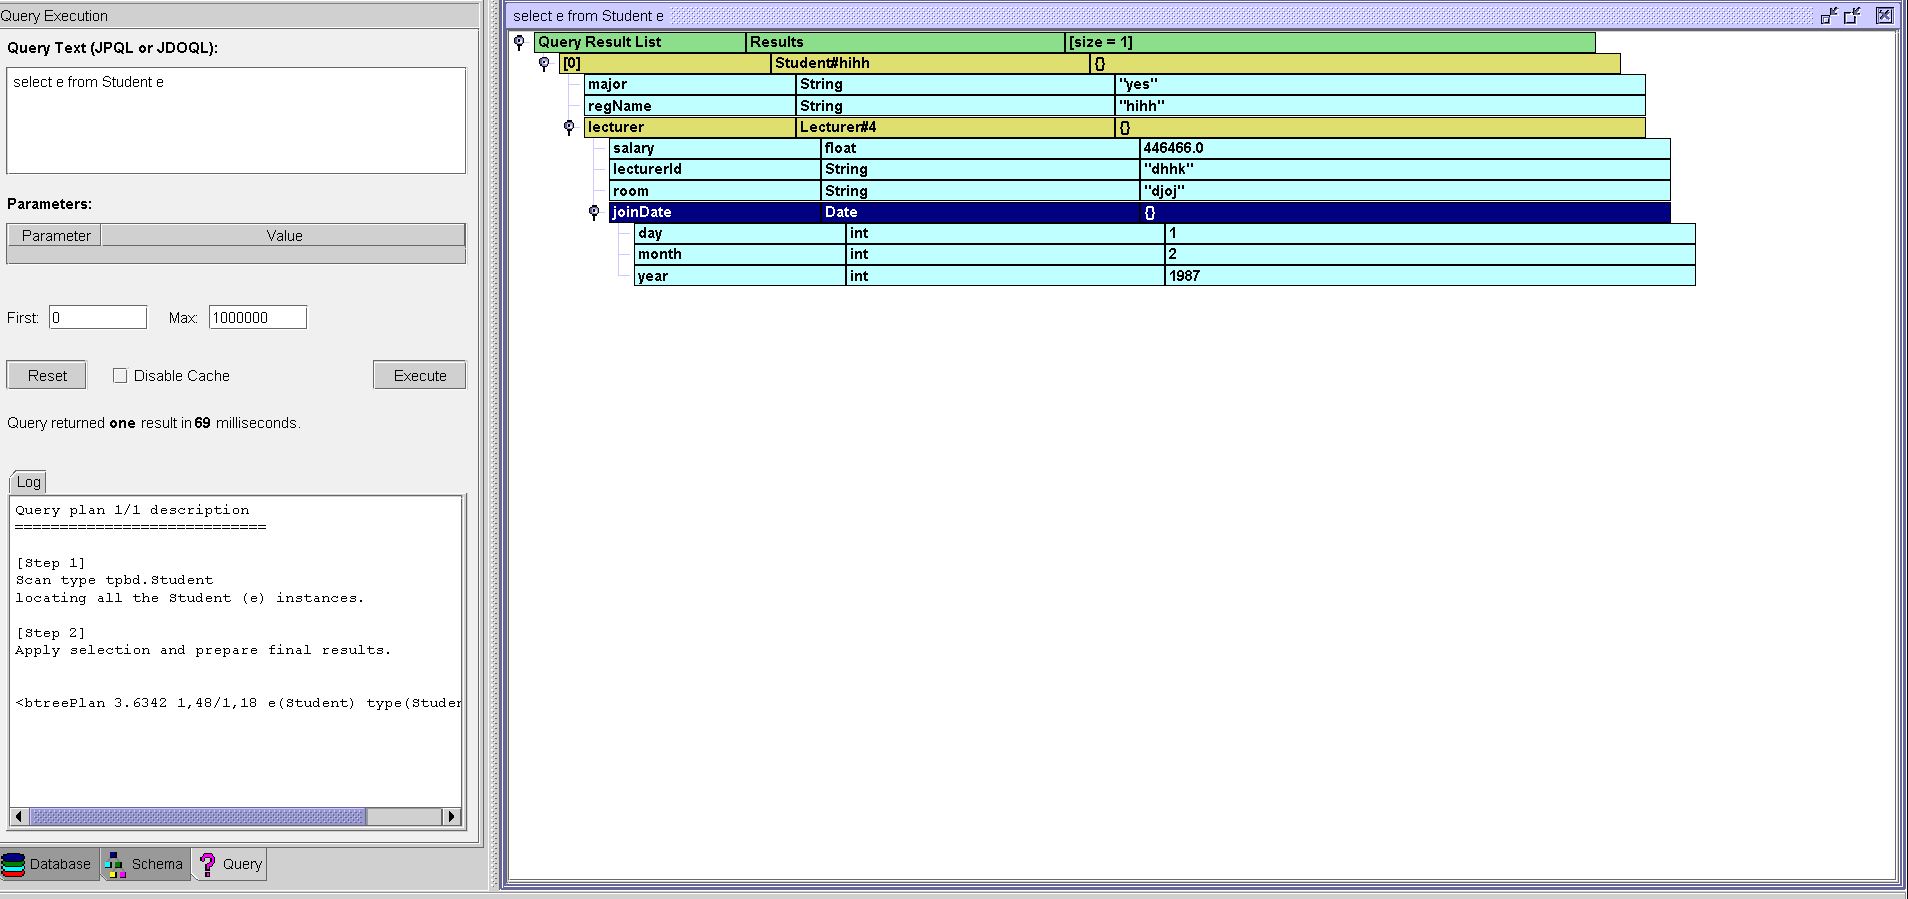 Query Execution
Query Text (JPQL or JDOQL):
select e from Student e
Parameters:
Parameter Value
First: 0 Max: 1000000
Reset Disable Cache Execute
Query returned one result in 69 milliseconds.
Log
Query plan 1/1 description
============================
[Step 1]
Scan type tpbd.Student
locating all the Student (e) instances.
[Step 2]
Apply selection and prepare final results.
<btreePlan 3.6342 1,48/1,18 e(Student) type(Studen
Database Schema Query
select e from Student e
Query Result List Results [size = 1]
[0] Student#hihh {}
major String "yes"
regName String "hihh"
lecturer Lecturer#4 {}
salary float 446466.0
lecturerId String "dhhk"
room String "djoj"
joinDate Date {}
day int 1
month int 2
year int 1987